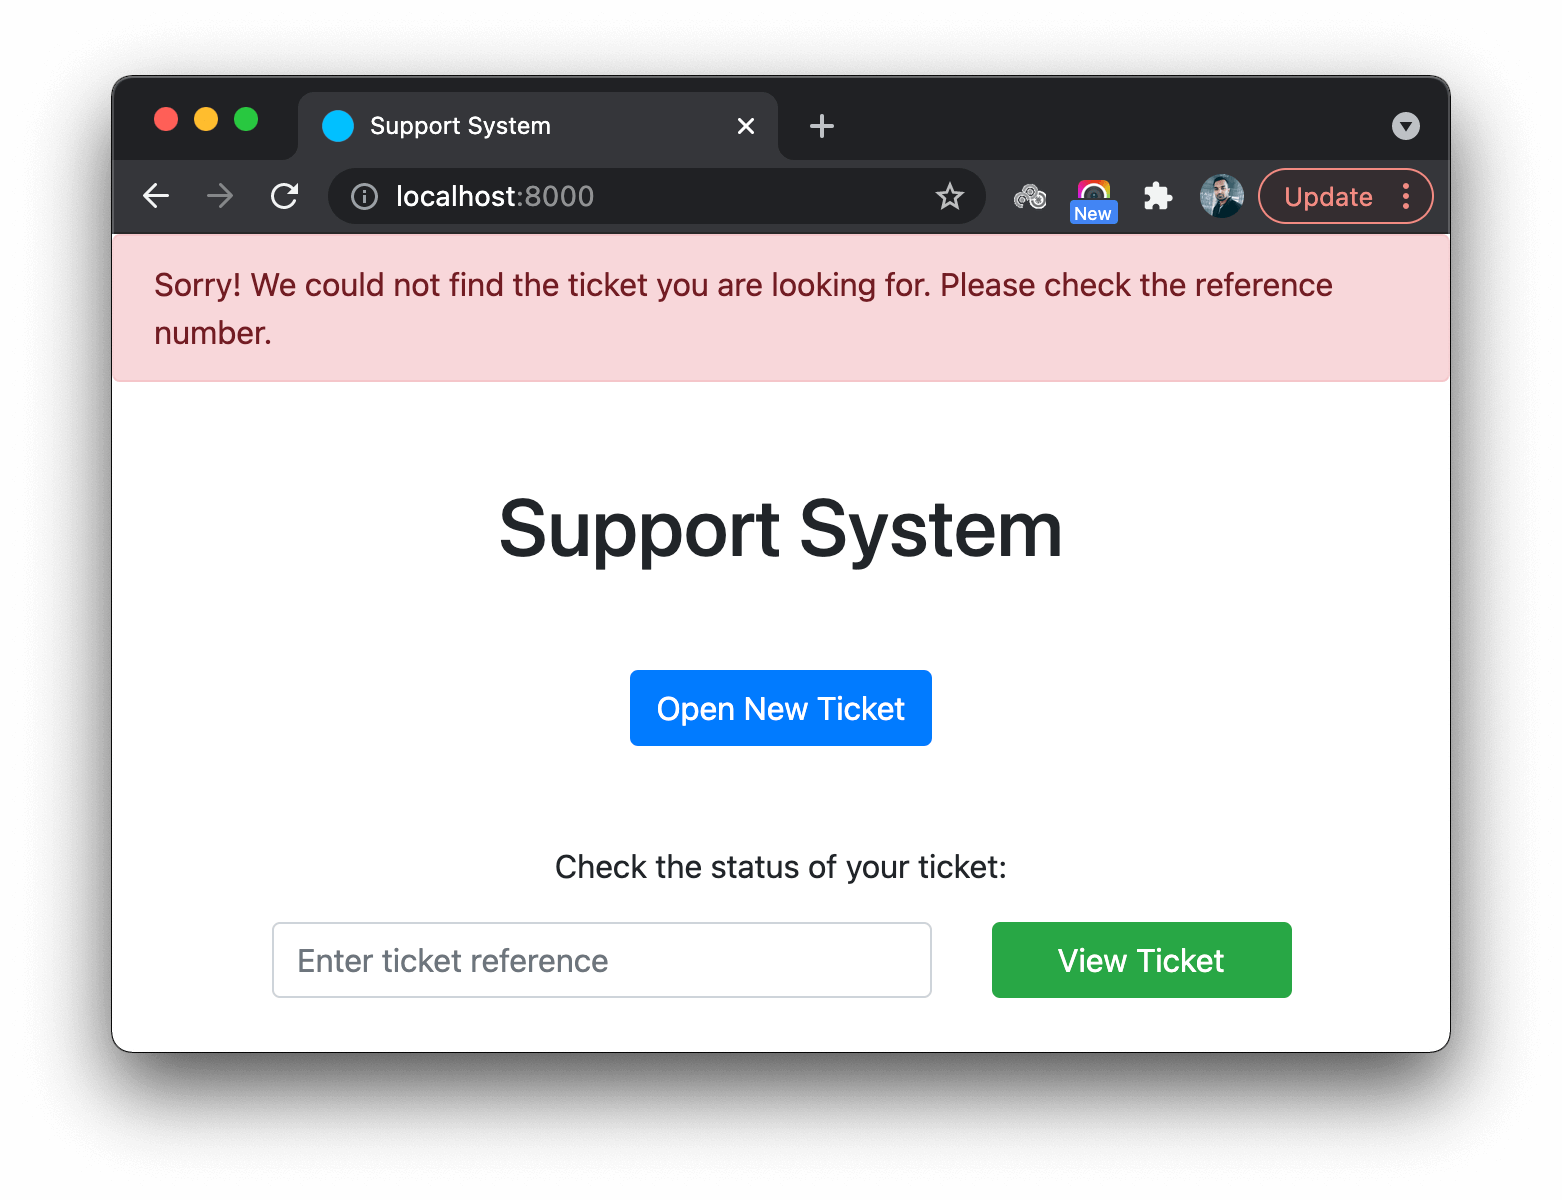 Support System
localhost:8000
New
Update
Sorry! We could not find the ticket you are looking for. Please check the reference
number.
Support System
Open New Ticket
Check the status of your ticket:
Enter ticket reference
View Ticket